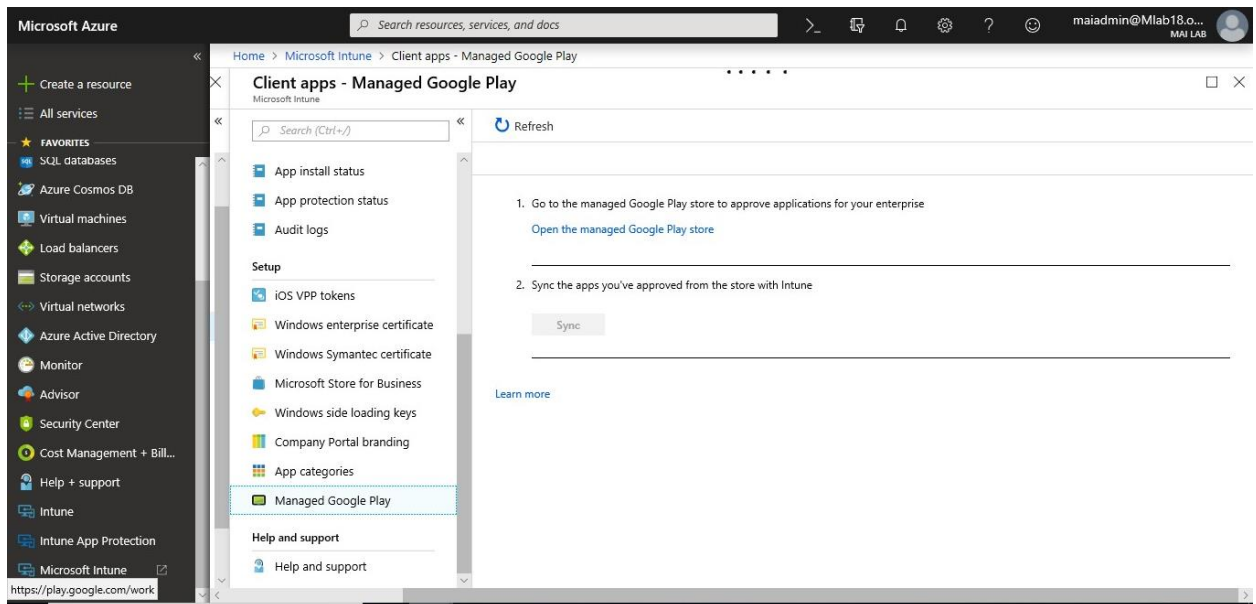 Microsoft Azure
Search resources, services, and docs
maiadmin@Mlab18.o...
MAI LAB
Home > Microsoft Intune > Client apps - Managed Google Play
Create a resource
All services
FAVORITES
SQL databases
Azure Cosmos DB
Virtual machines
Load balancers
Storage accounts
Virtual networks
Azure Active Directory
Monitor
Advisor
Security Center
Cost Management + Bill...
Help + support
Intune
Intune App Protection
Microsoft Intune
https://play.google.com/work
Client apps - Managed Google Play
Microsoft Intune
Search (Ctrl+/)
App install status
App protection status
Audit logs
Setup
iOS VPP tokens
Windows enterprise certificate
Windows Symantec certificate
Microsoft Store for Business
Windows side loading keys
Company Portal branding
App categories
Managed Google Play
Help and support
Help and support
Refresh
1. Go to the managed Google Play store to approve applications for your enterprise
Open the managed Google Play store
2. Sync the apps you've approved from the store with Intune
Sync
Learn more